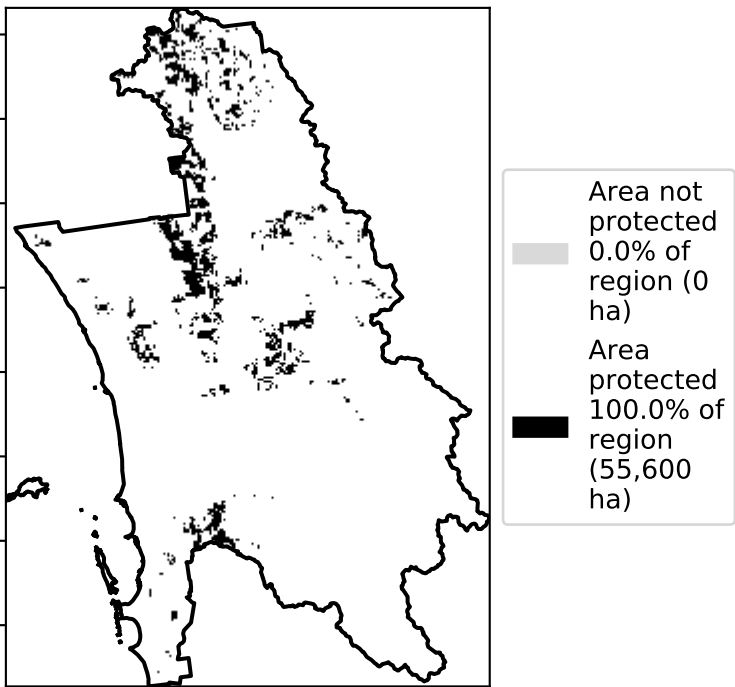 Area not
protected
0.0% of
region (0
ha)
Area
protected
100.0% of
region
(55,600
ha)